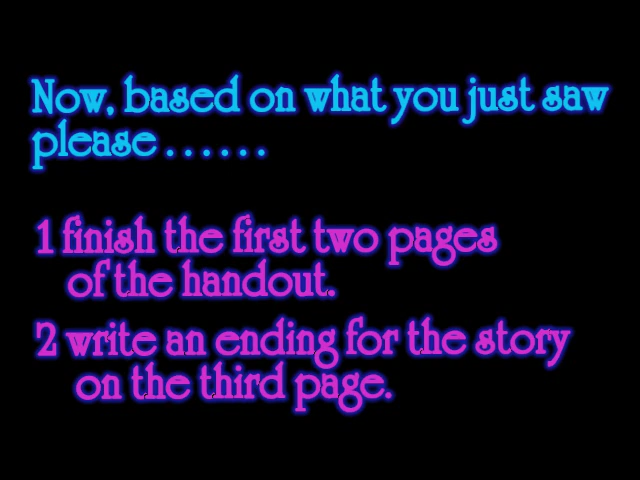 Now, based on what you just saw
please . . . . . .
1 finish the first two pages
of the handout.
2 write an ending for the story
on the third page.